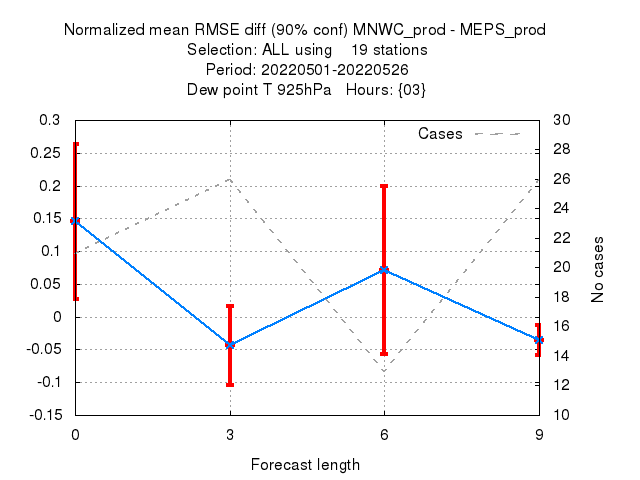 Normalized mean RMSE diff (90% conf) MNWC_prod - MEPS_prod
Selection: ALL using    19 stations
Period: 20220501-20220526
Dew point T 925hPa   Hours: {03}
Cases
0.3
0.25
0.2
0.15
0.1
0.05
0
-0.05
-0.1
-0.15
30
28
26
24
22
20
18
16
14
12
10
No cases
0 3 6 9
Forecast length